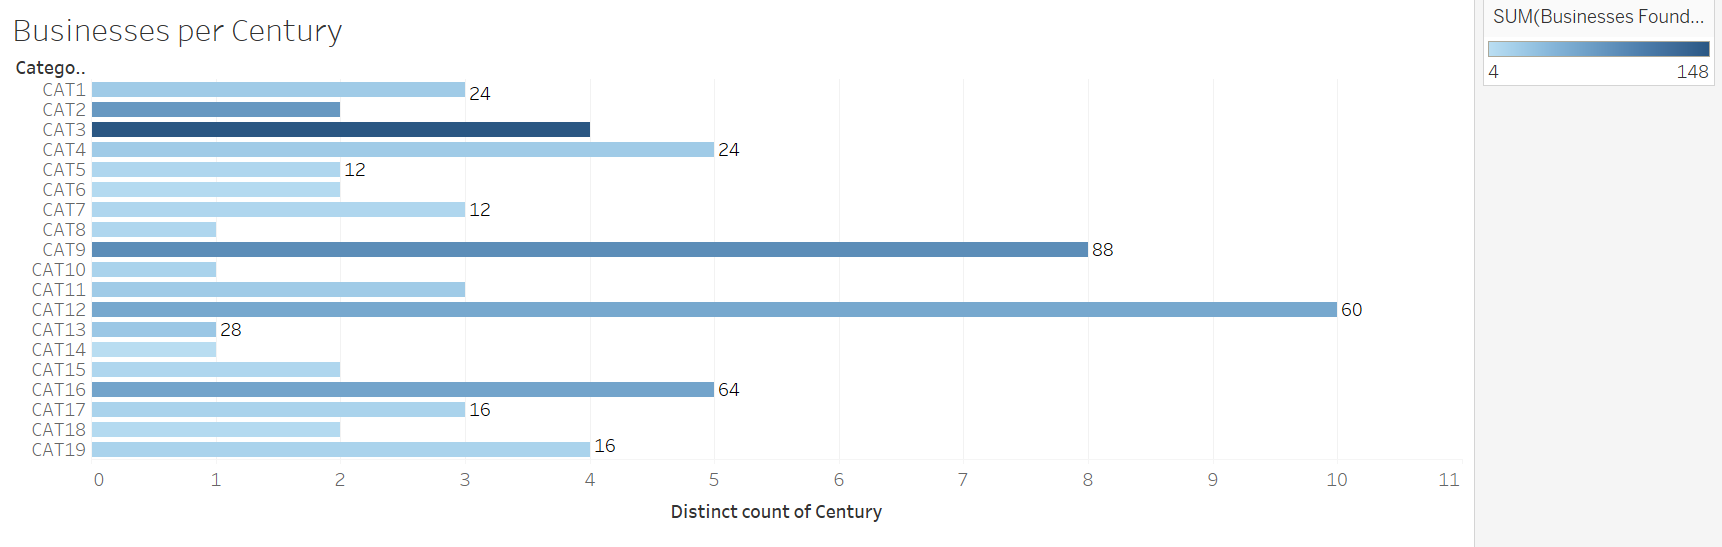 Businesses per Century
SUM(Businesses Found...
4 148
Catego..
CAT1 24
CAT2
CAT3
CAT4 24
CAT5 12
CAT6
CAT7 12
CAT8
CAT9 88
CAT10
CAT11
CAT12 60
CAT13 28
CAT14
CAT15
CAT16 64
CAT17 16
CAT18
CAT19 16
0 1 2 3 4 5 6 7 8 9 10 11
Distinct count of Century